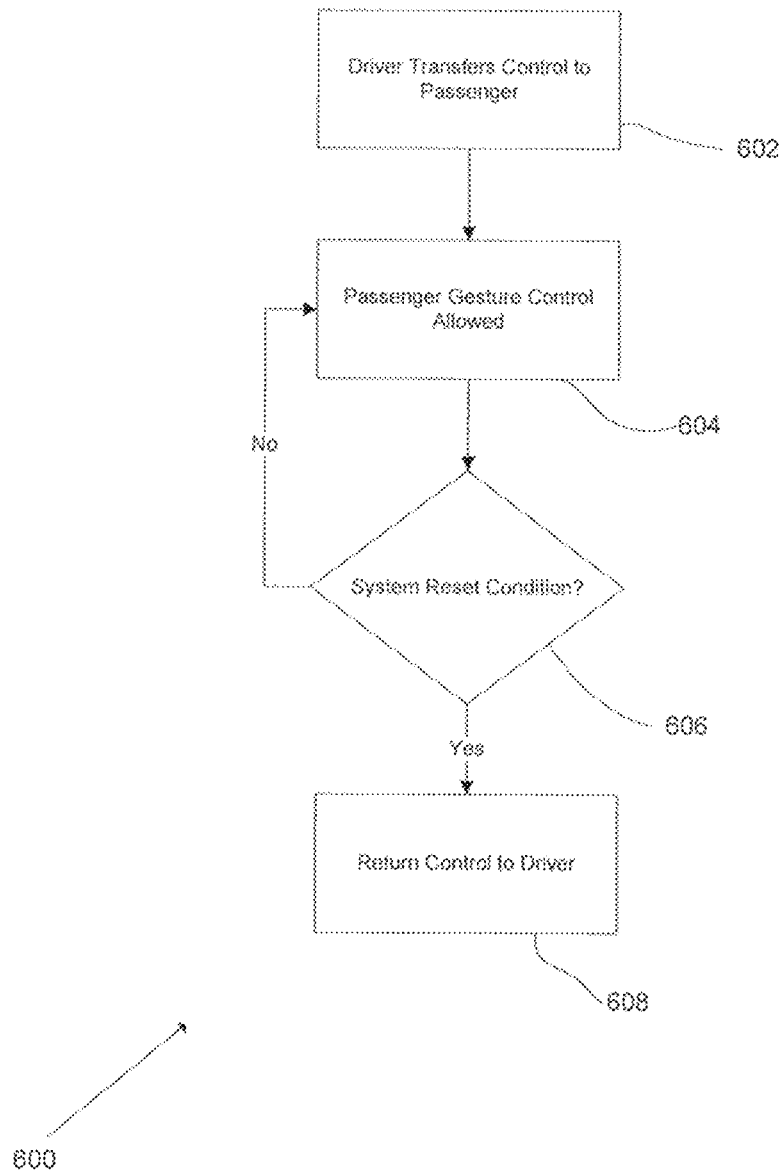 Driver Transfers Control to
Passenger
602
Passenger Gesture Control
Allowed
604
No
System Reset Condition?
606
Yes
Return Control to Driver
608
600